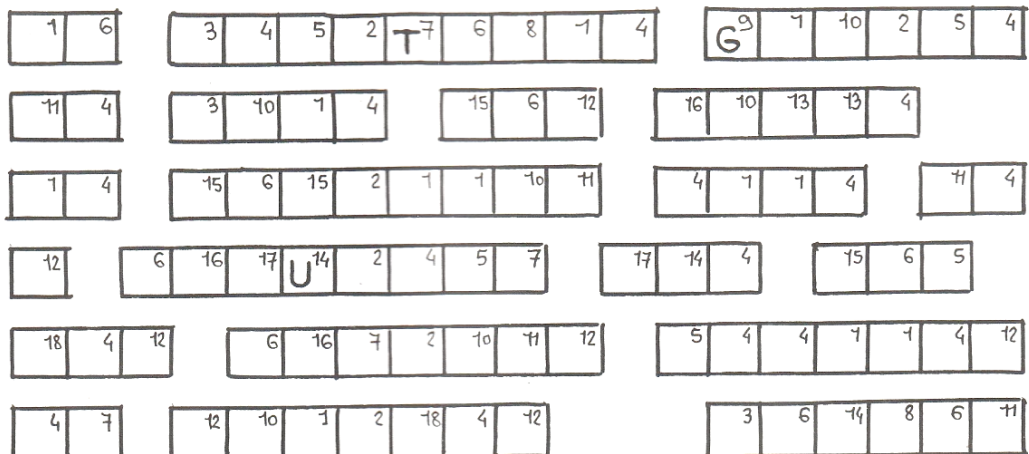 1 6 3 4 5 2 T 7 6 8 1 4 G 9 1 10 2 5 4
11 4 3 10 1 4 15 6 12 16 10 13 13 4
1 4 15 6 15 2 1 1 10 11 4 1 1 4 11 4
12 6 16 17 U 14 2 4 5 7 17 14 4 15 6 5
18 4 12 6 16 7 2 10 11 12 5 4 4 1 1 4 12
4 7 12 10 1 2 18 4 12 3 6 14 8 6 11